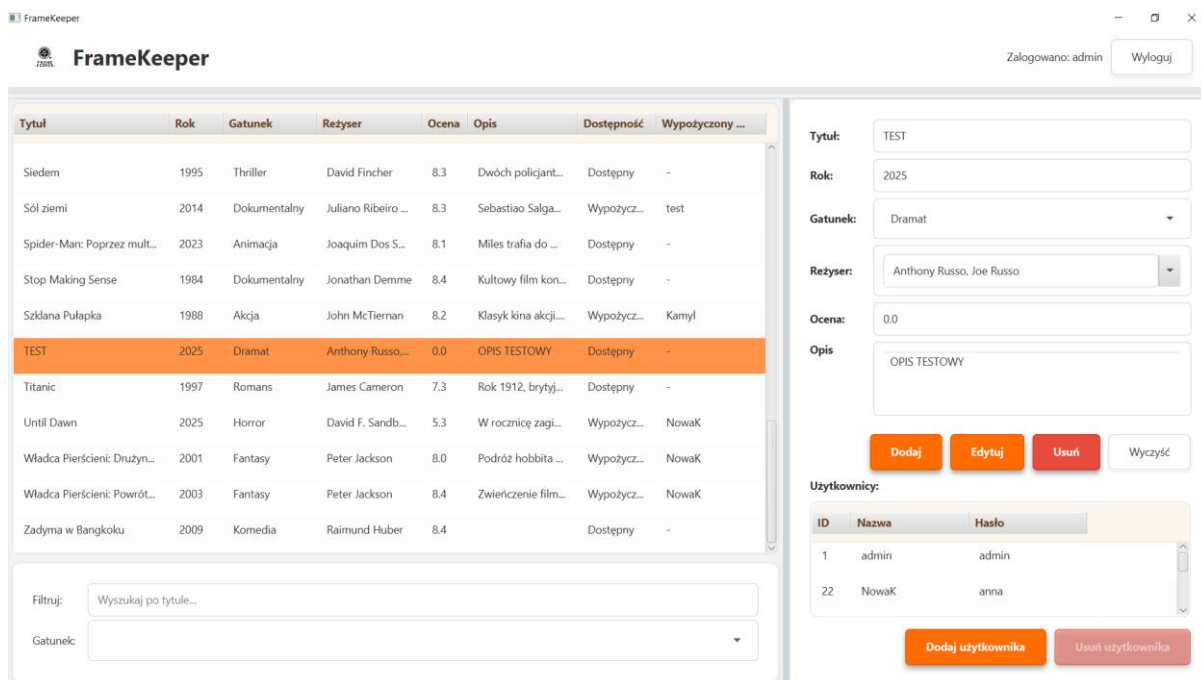 FrameKeeper
FrameKeeper
Zalogowano: admin Wyloguj
Tytuł Rok Gatunek Reżyser Ocena Opis Dostępność Wypożyczony ...
Siedem 1995 Thriller David Fincher 8.3 Dwóch policjant... Dostępny -
Sól ziemi 2014 Dokumentalny Juliano Ribeiro ... 8.3 Sebastiao Salga... Wypożycz... test
Spider-Man: Poprzez mult... 2023 Animacja Joaquim Dos S... 8.1 Miles trafia do ... Dostępny -
Stop Making Sense 1984 Dokumentalny Jonathan Demme 8.4 Kultowy film kon... Dostępny -
Szklana Pułapka 1988 Akcja John McTiernan 8.2 Klasyk kina akcji.... Wypożycz... Kamyl
TEST 2025 Dramat Anthony Russo,... 0.0 OPIS TESTOWY Dostępny -
Titanic 1997 Romans James Cameron 7.3 Rok 1912, brytyj... Dostępny -
Until Dawn 2025 Horror David F. Sandb... 5.3 W rocznicę zagi... Wypożycz... NowaK
Władca Pierścieni: Drużyn... 2001 Fantasy Peter Jackson 8.0 Podróż hobbita ... Wypożycz... NowaK
Władca Pierścieni: Powrót... 2003 Fantasy Peter Jackson 8.4 Zwieńczenie film... Wypożycz... NowaK
Zadyma w Bangkoku 2009 Komedia Raimund Huber 8.4 Dostępny -
Filtruj: Wyszukaj po tytule...
Gatunek:
Tytuł: TEST
Rok: 2025
Gatunek: Dramat
Reżyser: Anthony Russo, Joe Russo
Ocena: 0.0
Opis OPIS TESTOWY
Dodaj Edytuj Usuń Wyczyść
Użytkownicy:
ID Nazwa Hasło
1 admin admin
22 NowaK anna
Dodaj użytkownika Usuń użytkownika